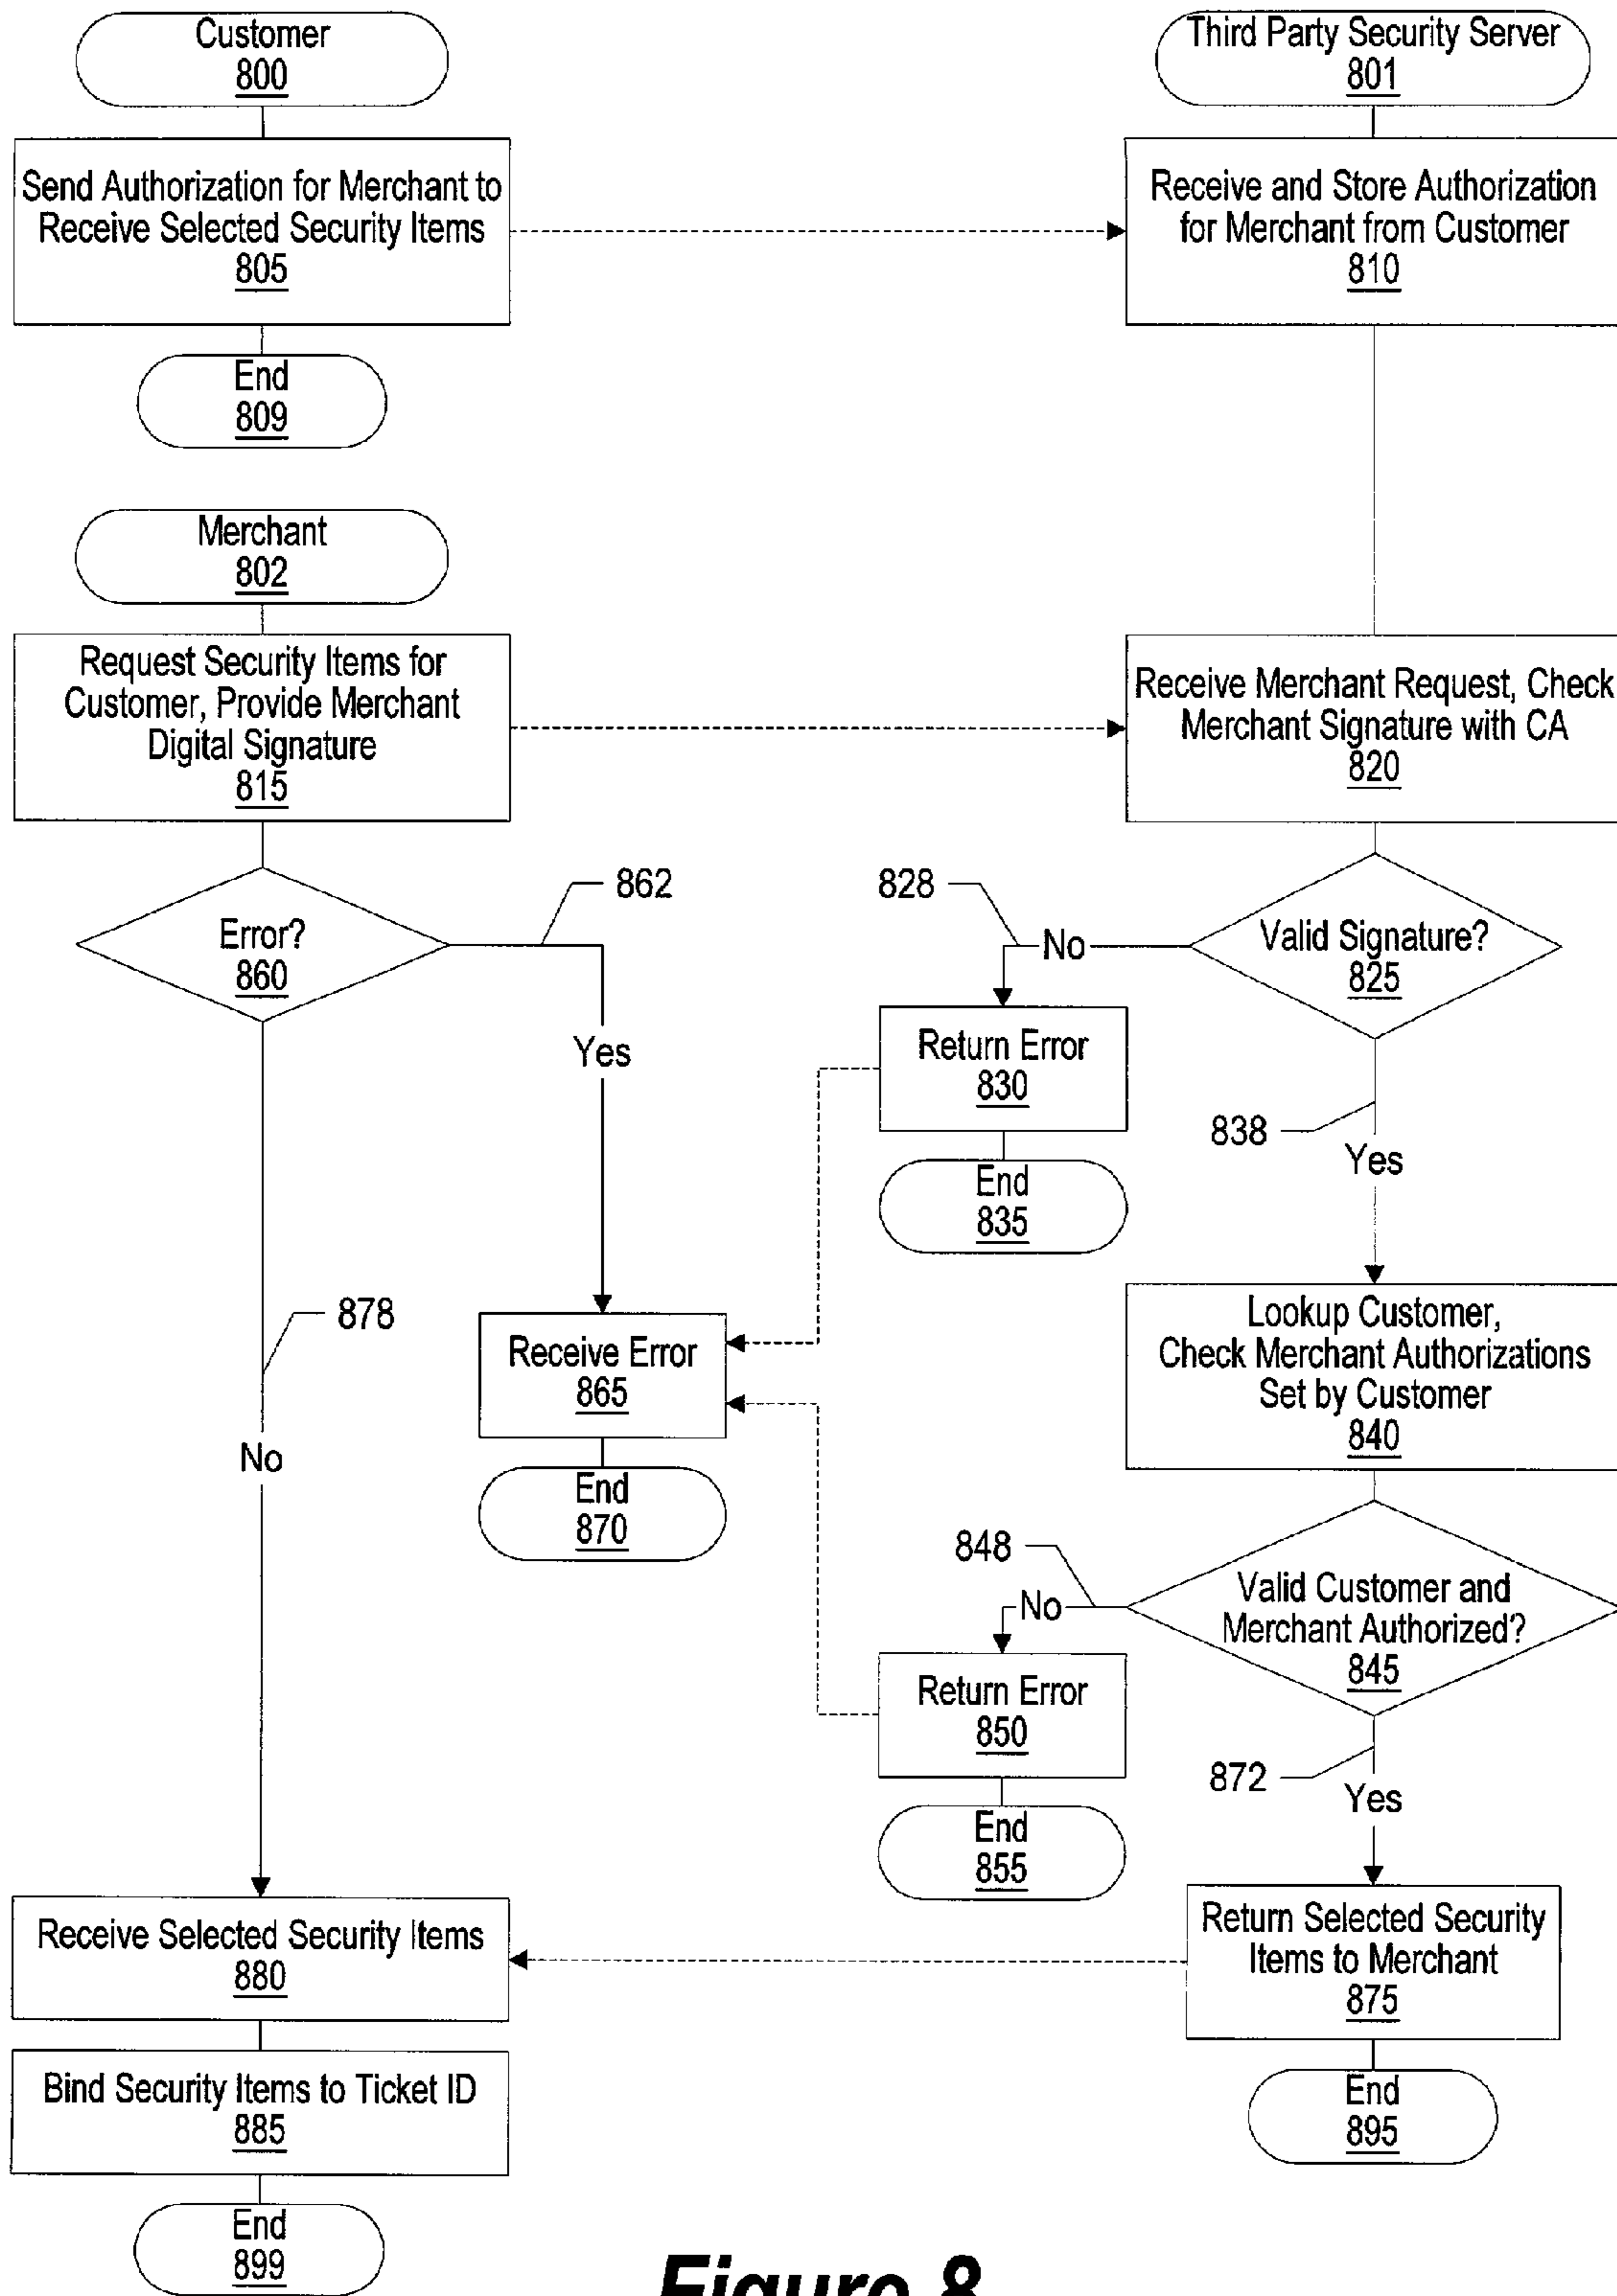 Customer
800
Third Party Security Server
801
Send Authorization for Merchant to
Receive Selected Security Items
805
Receive and Store Authorization
for Merchant from Customer
810
End
809
Merchant
802
Request Security Items for
Customer, Provide Merchant
Digital Signature
815
Receive Merchant Request, Check
Merchant Signature with CA
820
Error?
860
862
Yes
828
No
Valid Signature?
825
Return Error
830
End
835
838
Yes
878
No
Receive Error
865
End
870
Lookup Customer,
Check Merchant Authorizations
Set by Customer
840
848
No
Valid Customer and
Merchant Authorized?
845
Return Error
850
End
855
872
Yes
Receive Selected Security Items
880
Return Selected Security
Items to Merchant
875
Bind Security Items to Ticket ID
885
End
895
End
899
Figure 8